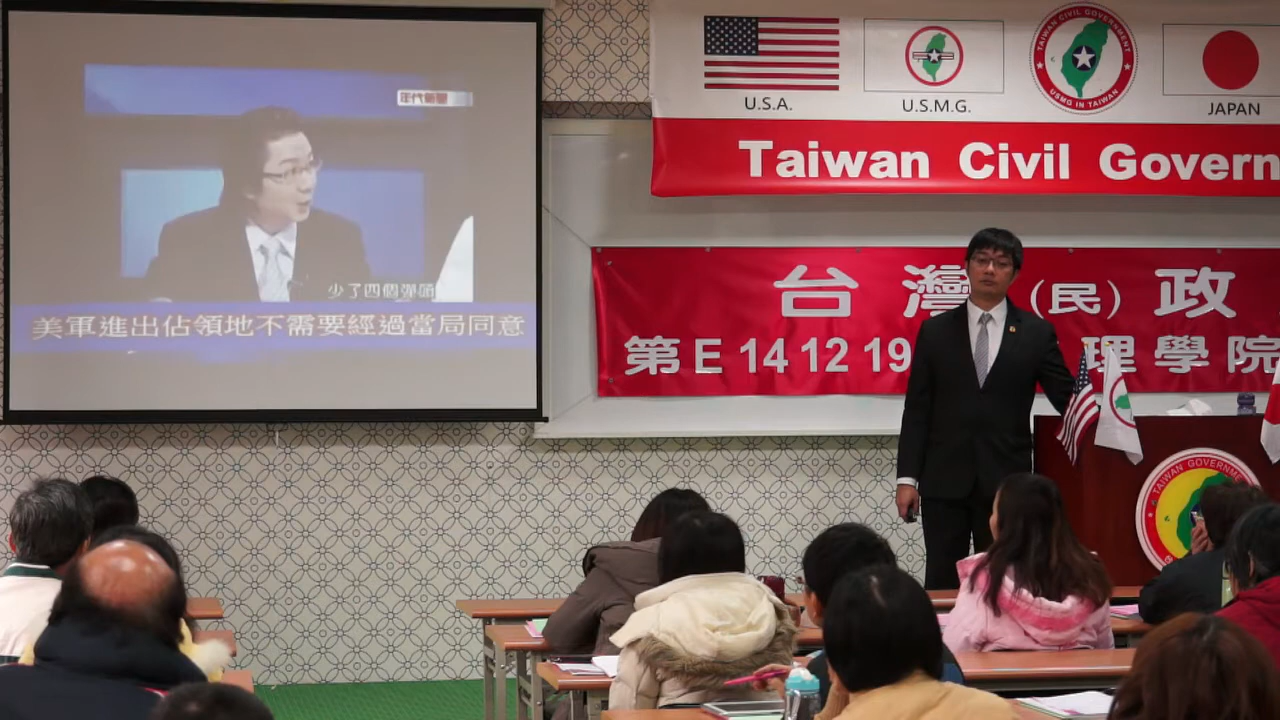 年代新聞
少了四個彈頭
美軍進出佔領地不需要經過當局同意
U.S.A.
U.S.M.G.
TAIWAN CIVIL GOVERNMENT
USMG IN TAIWAN
JAPAN
Taiwan Civil Govern
台灣(民)政
第E 14 12 19 理學院
TAIWAN GOVERNMENT